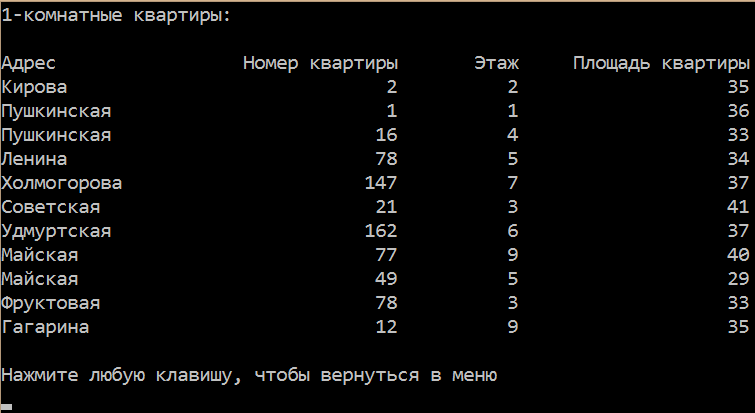 1-комнатные квартиры:
Адрес Номер квартиры Этаж Площадь квартиры
Кирова 2 2 35
Пушкинская 1 1 36
Пушкинская 16 4 33
Ленина 78 5 34
Холмогорова 147 7 37
Советская 21 3 41
Удмуртская 162 6 37
Майская 77 9 40
Майская 49 5 29
Фруктовая 78 3 33
Гагарина 12 9 35
Нажмите любую клавишу, чтобы вернуться в меню